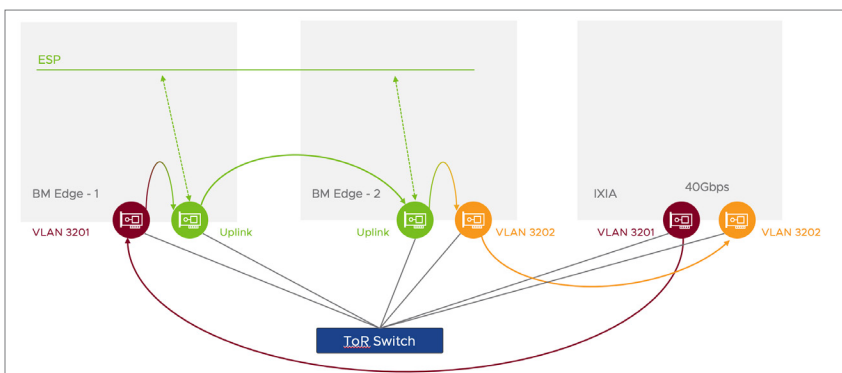 ESP
BM Edge - 1
BM Edge - 2
IXIA
40Gbps
VLAN 3201
Uplink
Uplink
VLAN 3202
VLAN 3201
VLAN 3202
ToR Switch